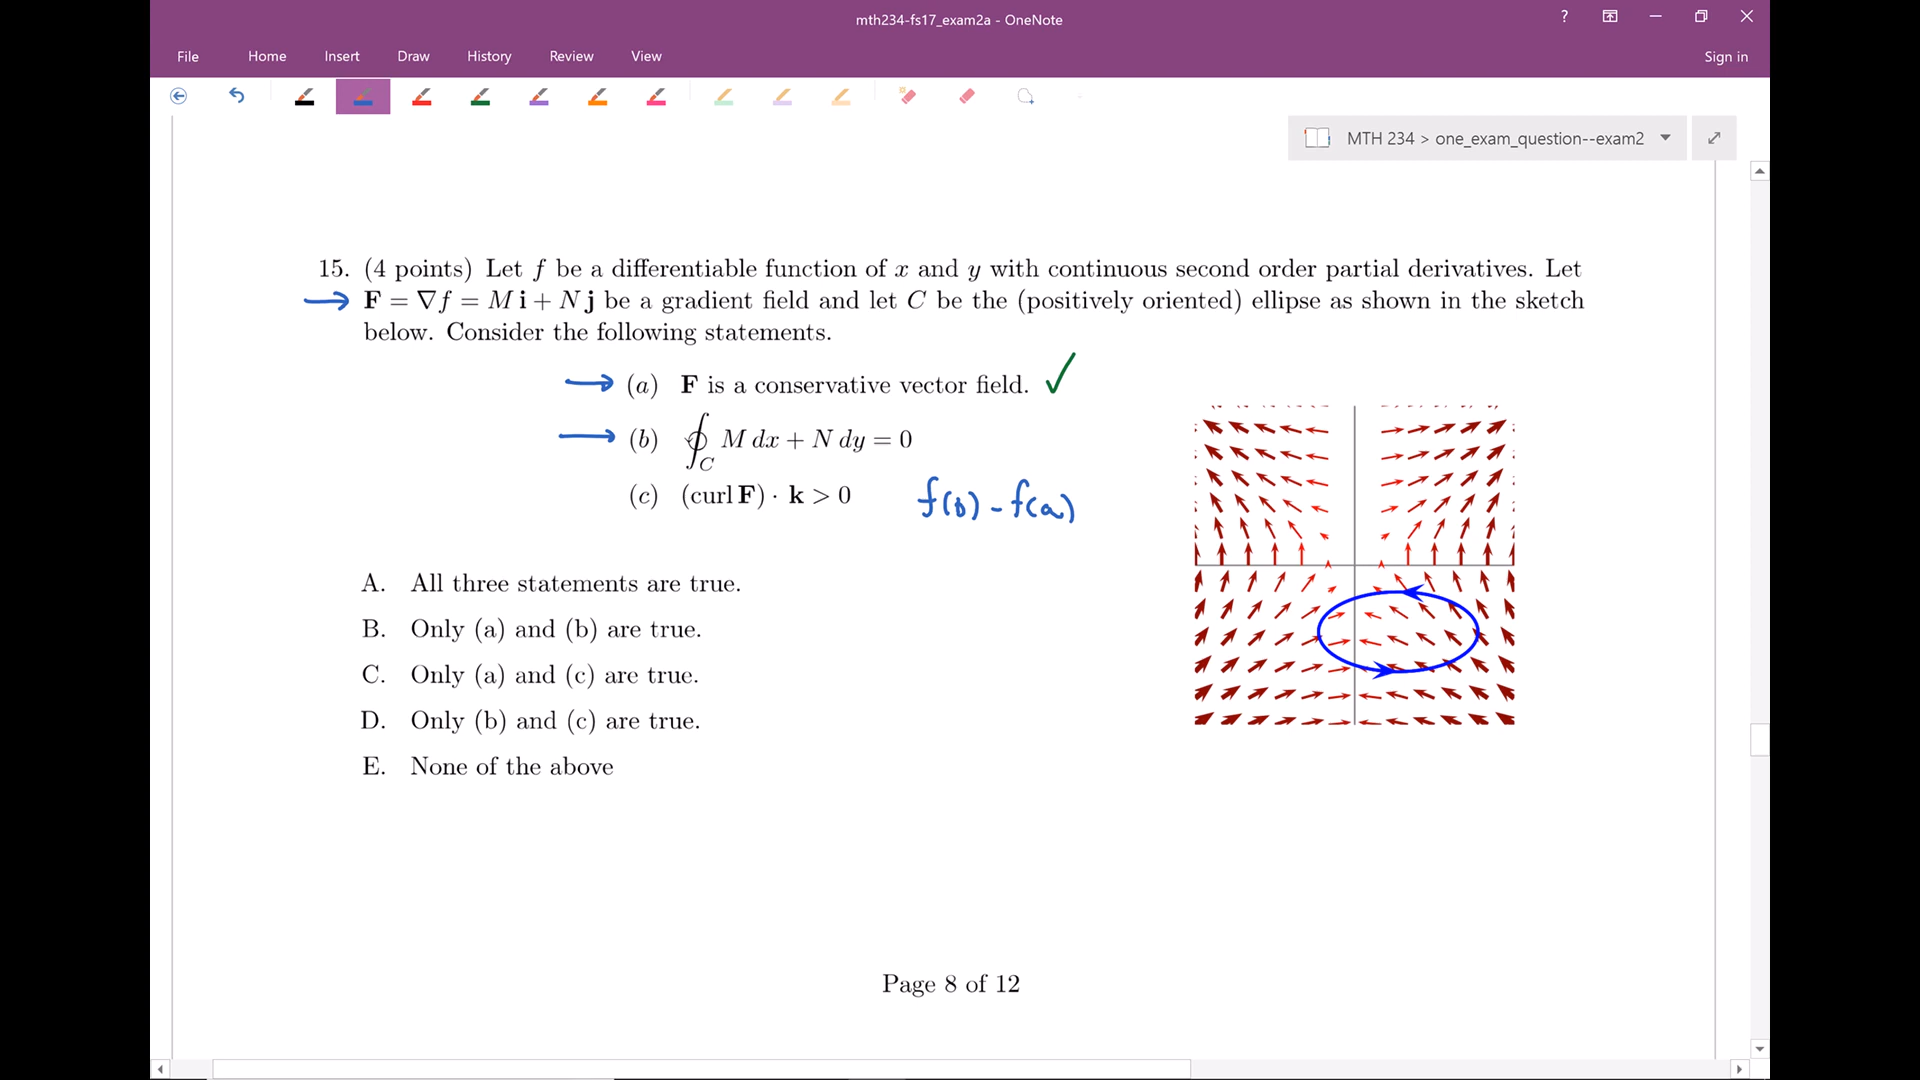 mth234-fs17_exam2a - OneNote
?
File Home Insert Draw History Review View
Sign in
MTH 234 > one_exam_question--exam2
15. (4 points) Let f be a differentiable function of x and y with continuous second order partial derivatives. Let
F = ∇f = M i + N j be a gradient field and let C be the (positively oriented) ellipse as shown in the sketch
below. Consider the following statements.
(a) F is a conservative vector field. ✓
(b) ∮_C M dx + N dy = 0
(c) (curl F) · k > 0
f(b) - f(a)
A. All three statements are true.
B. Only (a) and (b) are true.
C. Only (a) and (c) are true.
D. Only (b) and (c) are true.
E. None of the above
Page 8 of 12